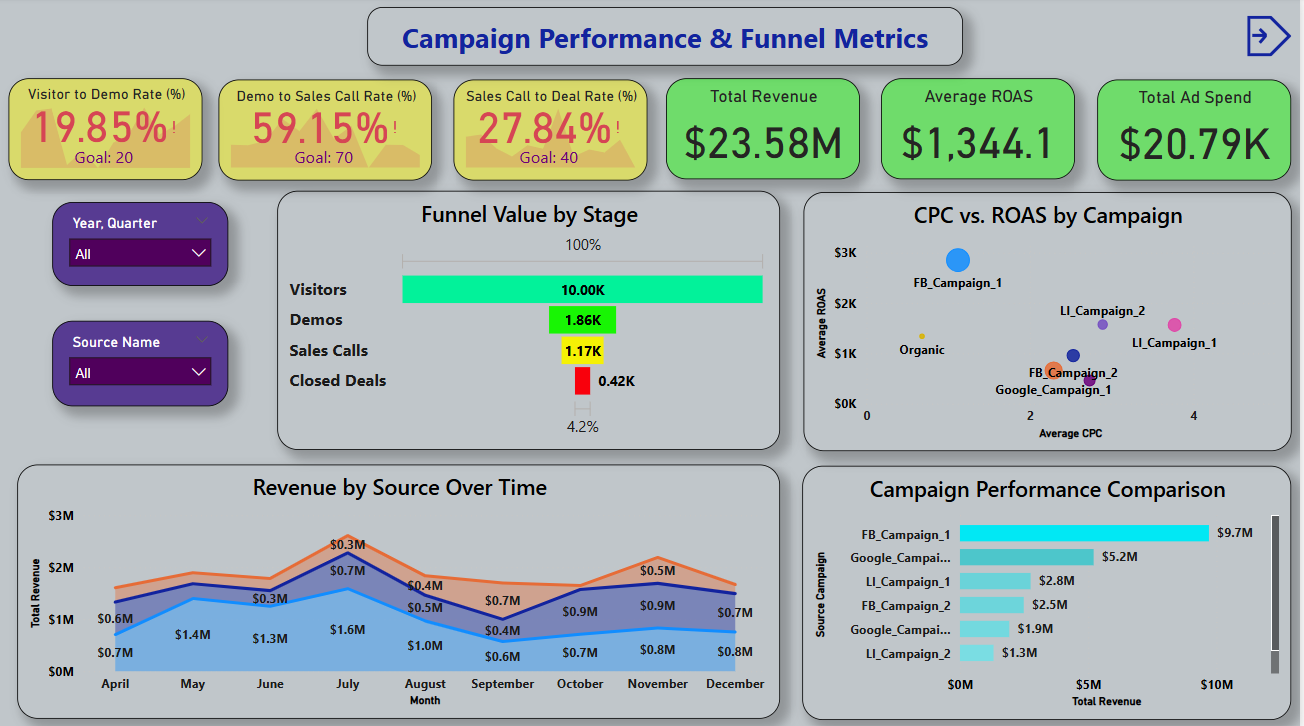 Campaign Performance & Funnel Metrics
Visitor to Demo Rate (%)
19.85%!
Goal: 20
Demo to Sales Call Rate (%)
59.15%!
Goal: 70
Sales Call to Deal Rate (%)
27.84%!
Goal: 40
Total Revenue
$23.58M
Average ROAS
$1,344.1
Total Ad Spend
$20.79K
Year, Quarter
All
Source Name
All
Funnel Value by Stage
100%
Visitors 10.00K
Demos 1.86K
Sales Calls 1.17K
Closed Deals 0.42K
4.2%
CPC vs. ROAS by Campaign
Average ROAS
$3K
$2K
$1K
$0K
FB_Campaign_1
LI_Campaign_2
LI_Campaign_1
Organic
FB_Campaign_2
Google_Campaign_1
0 2 4
Average CPC
Revenue by Source Over Time
Total Revenue
$3M
$2M
$1M
$0M
$0.3M
$0.7M
$0.3M
$0.4M
$0.5M
$0.6M
$0.5M
$0.7M
$0.4M
$0.9M
$0.9M
$0.7M
$0.7M
$1.4M
$1.3M
$1.6M
$1.0M
$0.6M
$0.7M
$0.8M
$0.8M
April May June July August September October November December
Month
Campaign Performance Comparison
Source Campaign
FB_Campaign_1 $9.7M
Google_Campai... $5.2M
LI_Campaign_1 $2.8M
FB_Campaign_2 $2.5M
Google_Campai... $1.9M
LI_Campaign_2 $1.3M
$0M $5M $10M
Total Revenue